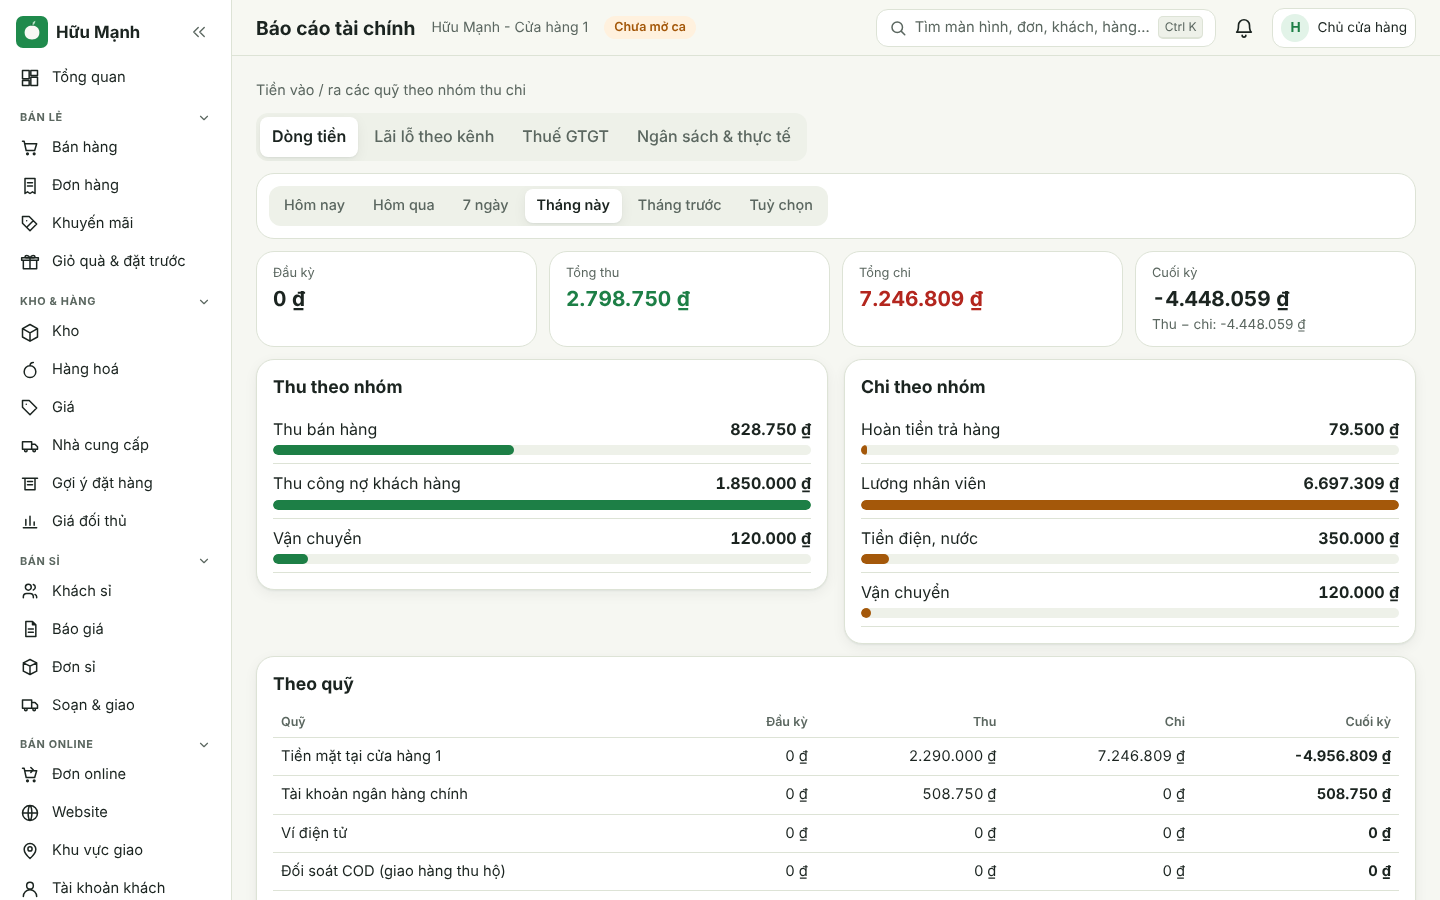 Hữu Mạnh
Tổng quan
BÁN LẺ
Bán hàng
Đơn hàng
Khuyến mãi
Giỏ quà & đặt trước
KHO & HÀNG
Kho
Hàng hoá
Giá
Nhà cung cấp
Gợi ý đặt hàng
Giá đối thủ
BÁN SỈ
Khách sỉ
Báo giá
Đơn sỉ
Soạn & giao
BÁN ONLINE
Đơn online
Website
Khu vực giao
Tài khoản khách
Báo cáo tài chính Hữu Mạnh - Cửa hàng 1 Chưa mở ca Tìm màn hình, đơn, khách, hàng... Ctrl K H Chủ cửa hàng
Tiền vào / ra các quỹ theo nhóm thu chi
Dòng tiền Lãi lỗ theo kênh Thuế GTGT Ngân sách & thực tế
Hôm nay Hôm qua 7 ngày Tháng này Tháng trước Tuỳ chọn
Đầu kỳ
0 ₫
Tổng thu
2.798.750 ₫
Tổng chi
7.246.809 ₫
Cuối kỳ
-4.448.059 ₫
Thu − chi: -4.448.059 ₫
Thu theo nhóm
Thu bán hàng 828.750 ₫
Thu công nợ khách hàng 1.850.000 ₫
Vận chuyển 120.000 ₫
Chi theo nhóm
Hoàn tiền trả hàng 79.500 ₫
Lương nhân viên 6.697.309 ₫
Tiền điện, nước 350.000 ₫
Vận chuyển 120.000 ₫
Theo quỹ
Quỹ Đầu kỳ Thu Chi Cuối kỳ
Tiền mặt tại cửa hàng 1 0 ₫ 2.290.000 ₫ 7.246.809 ₫ -4.956.809 ₫
Tài khoản ngân hàng chính 0 ₫ 508.750 ₫ 0 ₫ 508.750 ₫
Ví điện tử 0 ₫ 0 ₫ 0 ₫ 0 ₫
Đối soát COD (giao hàng thu hộ) 0 ₫ 0 ₫ 0 ₫ 0 ₫